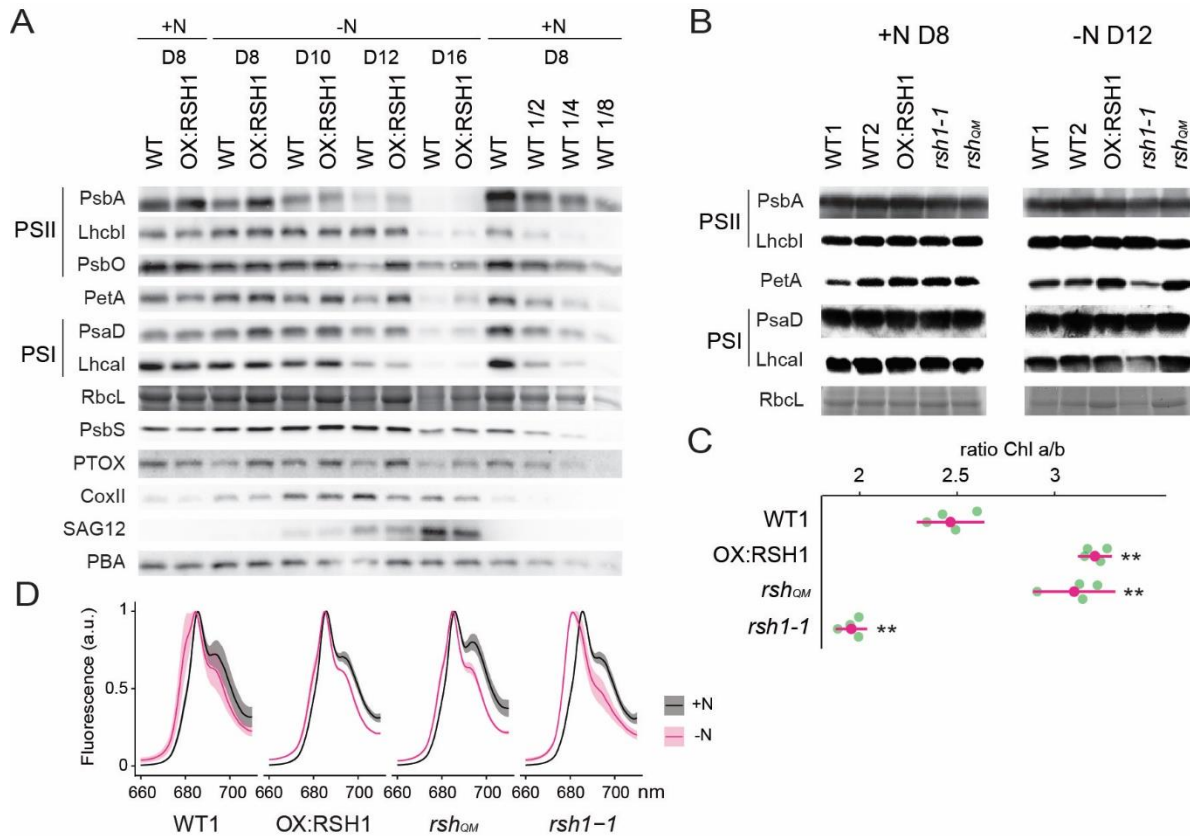 A
+N -N +N
D8 D8 D10 D12 D16 D8
WT OX:RSH1 WT OX:RSH1 WT OX:RSH1 WT OX:RSH1 WT OX:RSH1 WT WT 1/2 WT 1/4 WT 1/8
PSII
PsbA
LhcbI
PsbO
PetA
PSI
PsaD
LhcaI
RbcL
PsbS
PTOX
CoxII
SAG12
PBA
B
+N D8 -N D12
WT1 WT2 OX:RSH1 rsh1-1 rshQM WT1 WT2 OX:RSH1 rsh1-1 rshQM
PSII
PsbA
LhcbI
PetA
PSI
PsaD
LhcaI
RbcL
C
ratio Chl a/b
2 2.5 3
WT1
OX:RSH1 **
rshQM **
rsh1-1 **
D
Fluorescence (a.u.)
1
0.5
0
660 700 660 700 660 700 660 700 nm
WT1 OX:RSH1 rshQM rsh1-1
+N
-N